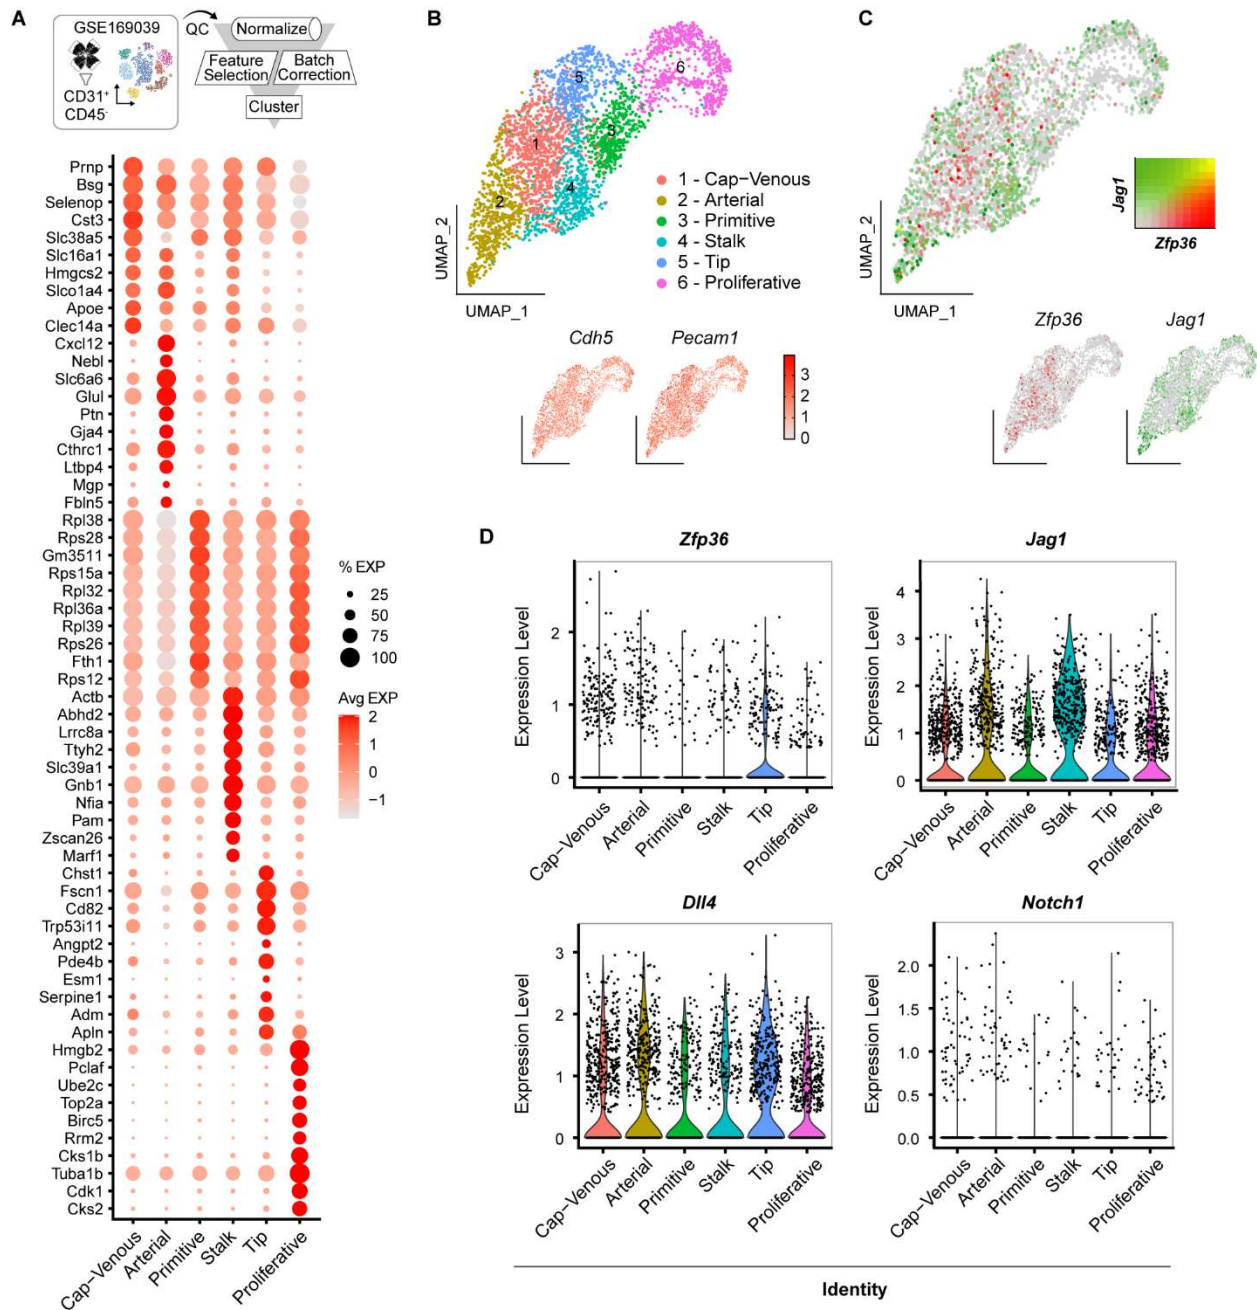 A
GSE169039
CD31+
CD45-
QC
Normalize
Feature
Selection
Batch
Correction
Cluster
Prnp
Bsg
Selenop
Cst3
Slc38a5
Slc16a1
Hmgcs2
Slco1a4
Apoe
Clec14a
Cxcl12
Nebl
Slc6a6
Glul
Ptn
Gja4
Cthrc1
Ltbp4
Mgp
Fbln5
Rpl38
Rps28
Gm3511
Rps15a
Rpl32
Rpl36a
Rpl39
Rps26
Fth1
Rps12
Actb
Abhd2
Lrrc8a
Ttyh2
Slc39a1
Gnb1
Nfia
Pam
Zscan26
Marf1
Chst1
Fscn1
Cd82
Trp53i11
Angpt2
Pde4b
Esm1
Serpine1
Adm
Apln
Hmgb2
Pclaf
Ube2c
Top2a
Birc5
Rrm2
Cks1b
Tuba1b
Cdk1
Cks2
Cap-Venous
Arterial
Primitive
Stalk
Tip
Proliferative
% EXP
25
50
75
100
Avg EXP
2
1
0
-1
B
1
2
3
4
5
6
1 - Cap-Venous
2 - Arterial
3 - Primitive
4 - Stalk
5 - Tip
6 - Proliferative
UMAP_2
UMAP_1
Cdh5
Pecam1
3
2
1
0
C
Jag1
Zfp36
UMAP_2
UMAP_1
Zfp36
Jag1
D
Zfp36
Expression Level
2
1
0
Cap-Venous
Arterial
Primitive
Stalk
Tip
Proliferative
Jag1
Expression Level
4
3
2
1
0
Cap-Venous
Arterial
Primitive
Stalk
Tip
Proliferative
Dll4
Expression Level
3
2
1
0
Cap-Venous
Arterial
Primitive
Stalk
Tip
Proliferative
Notch1
Expression Level
2.0
1.5
1.0
0.5
0.0
Cap-Venous
Arterial
Primitive
Stalk
Tip
Proliferative
Identity